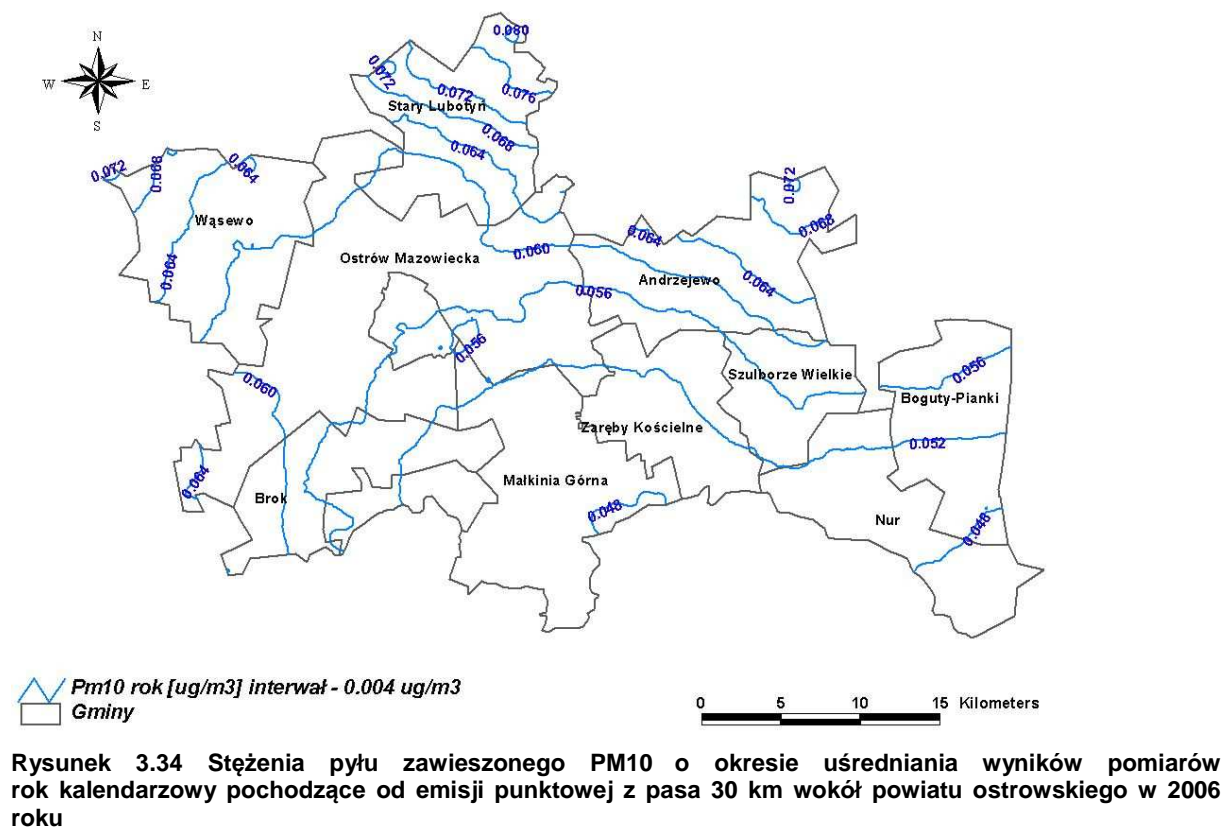 0.080
N
W E
S
0.072
0.072
0.076
Stary Lubotyń
0.068
0.064
0.072
0.068
0.064
0.072
Wąsewo
0.068
0.064
0.060
Ostrów Mazowiecka
0.064
Andrzejewo
0.064
0.056
0.056
0.056
Szulborze Wielkie
0.060
Boguty-Pianki
Zaręby Kościelne
0.052
0.064
Małkinia Górna
Brok
0.048
Nur
0.048
Pm10 rok [ug/m3] interwał - 0.004 ug/m3
Gminy
0 5 10 15 Kilometers
Rysunek 3.34 Stężenia pyłu zawieszonego PM10 o okresie uśredniania wyników pomiarów
rok kalendarzowy pochodzące od emisji punktowej z pasa 30 km wokół powiatu ostrowskiego w 2006
roku